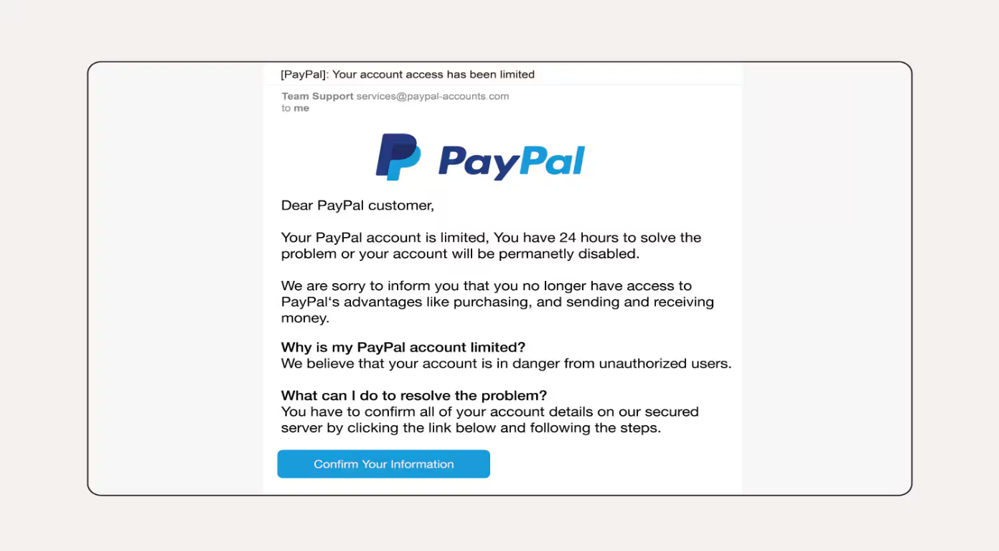 [PayPal]: Your account access has been limited
Team Support services@paypal-accounts.com
to me
PayPal
Dear PayPal customer,
Your PayPal account is limited, You have 24 hours to solve the
problem or your account will be permanetly disabled.
We are sorry to inform you that you no longer have access to
PayPal‘s advantages like purchasing, and sending and receiving
money.
Why is my PayPal account limited?
We believe that your account is in danger from unauthorized users.
What can I do to resolve the problem?
You have to confirm all of your account details on our secured
server by clicking the link below and following the steps.
Confirm Your Information